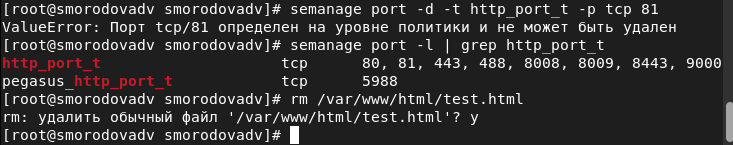 [root@smorodovadv smorodovadv]# semanage port -d -t http_port_t -p tcp 81
ValueError: Порт tcp/81 определен на уровне политики и не может быть удален
[root@smorodovadv smorodovadv]# semanage port -l | grep http_port_t
http_port_t                    tcp      80, 81, 443, 488, 8008, 8009, 8443, 9000
pegasus_http_port_t            tcp      5988
[root@smorodovadv smorodovadv]# rm /var/www/html/test.html
rm: удалить обычный файл '/var/www/html/test.html'? y
[root@smorodovadv smorodovadv]#